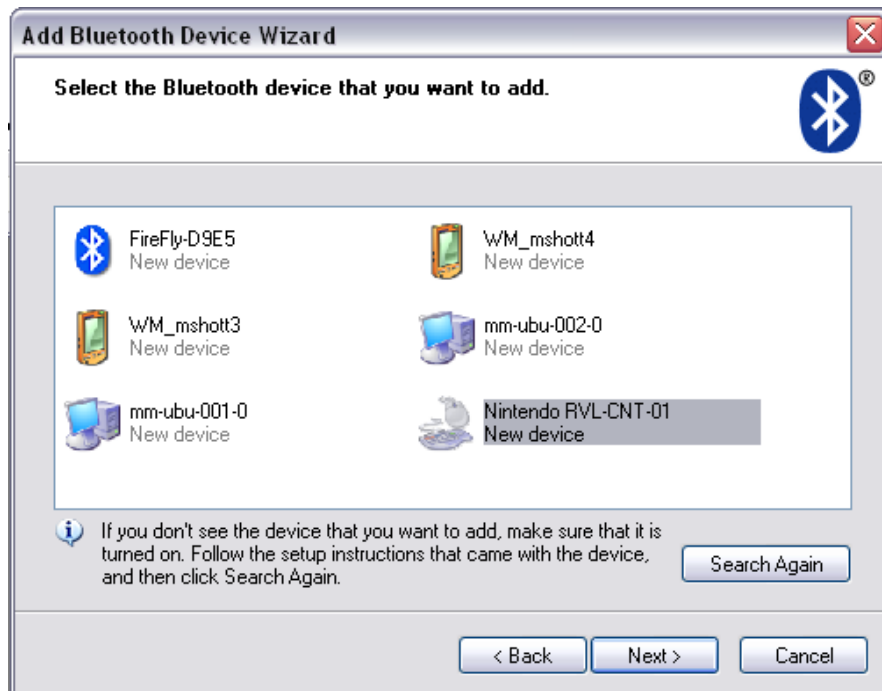 Add Bluetooth Device Wizard
Select the Bluetooth device that you want to add.
®
FireFly-D9E5
New device
WM_mshott4
New device
WM_mshott3
New device
mm-ubu-002-0
New device
mm-ubu-001-0
New device
Nintendo RVL-CNT-01
New device
If you don't see the device that you want to add, make sure that it is
turned on. Follow the setup instructions that came with the device,
and then click Search Again.
Search Again
< Back
Next >
Cancel